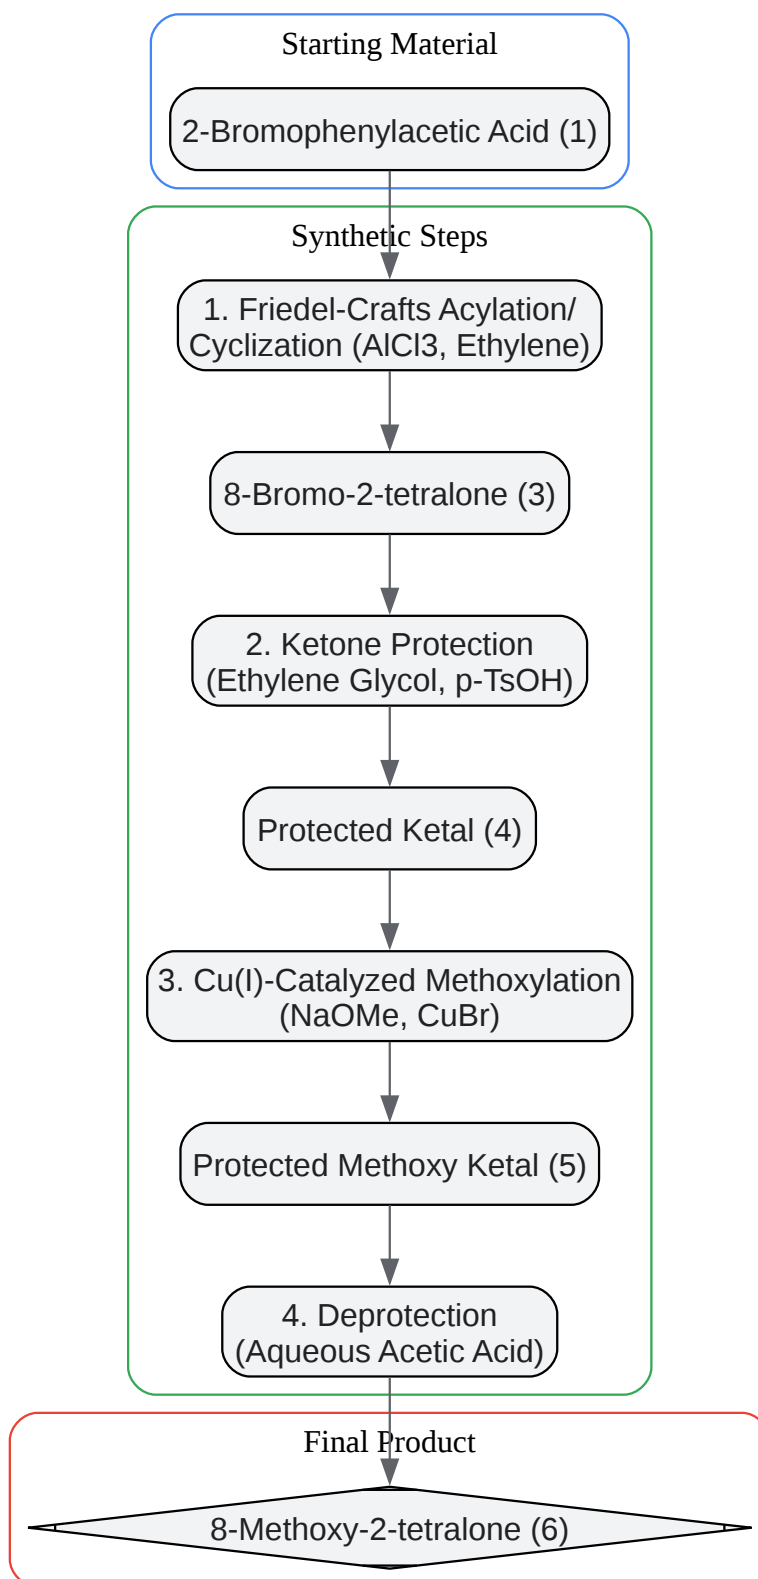 Starting Material
2-Bromophenylacetic Acid (1)
Synthetic Steps
1. Friedel-Crafts Acylation/
Cyclization (AlCl3, Ethylene)
8-Bromo-2-tetralone (3)
2. Ketone Protection
(Ethylene Glycol, p-TsOH)
Protected Ketal (4)
3. Cu(I)-Catalyzed Methoxylation
(NaOMe, CuBr)
Protected Methoxy Ketal (5)
4. Deprotection
(Aqueous Acetic Acid)
Final Product
8-Methoxy-2-tetralone (6)